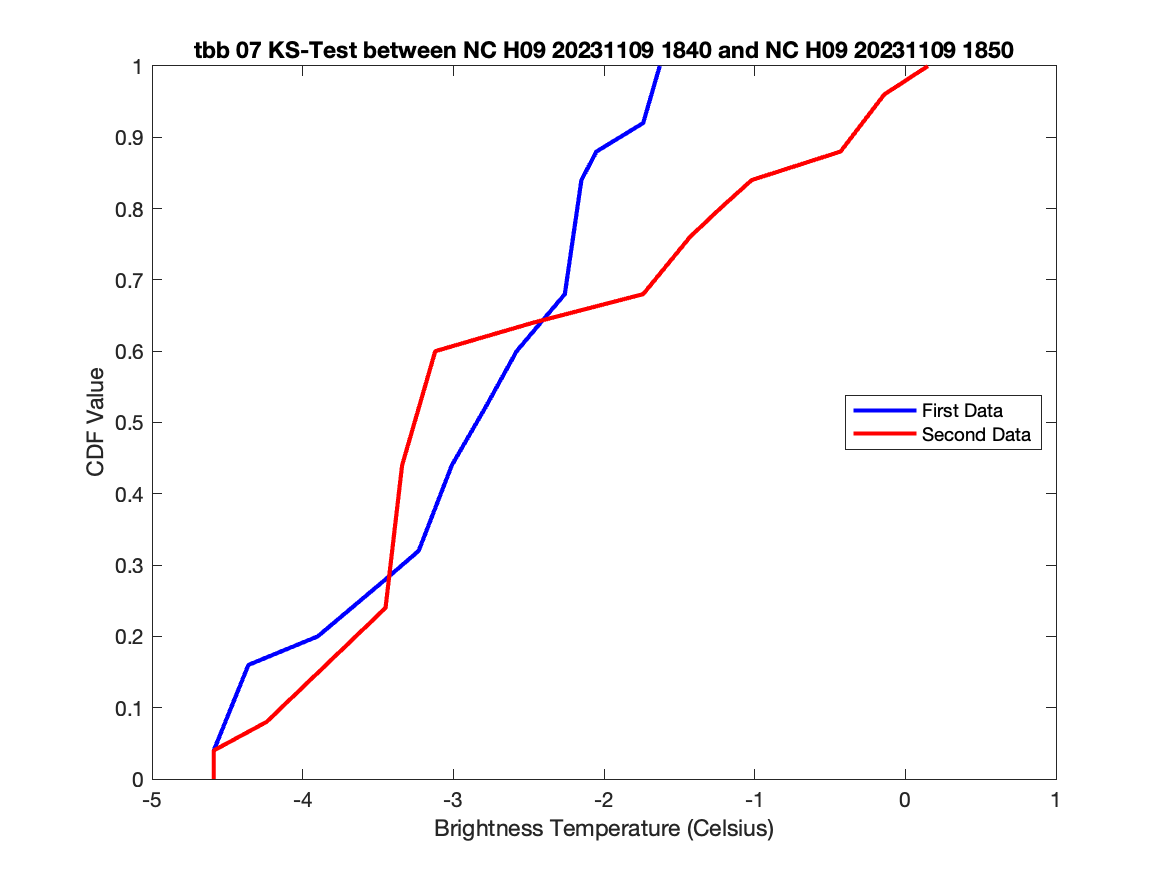 tbb 07 KS-Test between NC H09 20231109 1840 and NC H09 20231109 1850
1
0.9
0.8
0.7
0.6
0.5
0.4
0.3
0.2
0.1
0
CDF Value
First Data
Second Data
-5 -4 -3 -2 -1 0 1
Brightness Temperature (Celsius)